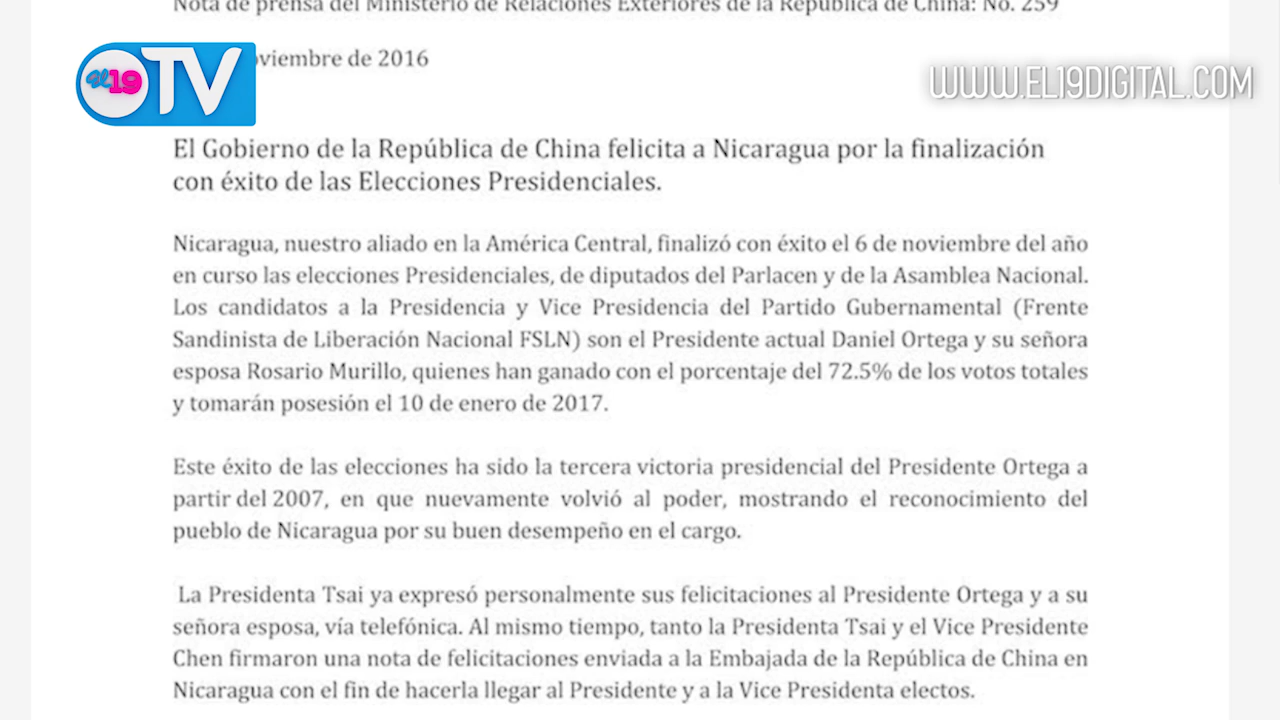 Nota de prensa del Ministerio de Relaciones Exteriores de la República de China: No. 259
oviembre de 2016
El19 TV
WWW.EL19DIGITAL.COM
El Gobierno de la República de China felicita a Nicaragua por la finalización
con éxito de las Elecciones Presidenciales.
Nicaragua, nuestro aliado en la América Central, finalizó con éxito el 6 de noviembre del año
en curso las elecciones Presidenciales, de diputados del Parlacen y de la Asamblea Nacional.
Los candidatos a la Presidencia y Vice Presidencia del Partido Gubernamental (Frente
Sandinista de Liberación Nacional FSLN) son el Presidente actual Daniel Ortega y su señora
esposa Rosario Murillo, quienes han ganado con el porcentaje del 72.5% de los votos totales
y tomarán posesión el 10 de enero de 2017.
Este éxito de las elecciones ha sido la tercera victoria presidencial del Presidente Ortega a
partir del 2007, en que nuevamente volvió al poder, mostrando el reconocimiento del
pueblo de Nicaragua por su buen desempeño en el cargo.
La Presidenta Tsai ya expresó personalmente sus felicitaciones al Presidente Ortega y a su
señora esposa, vía telefónica. Al mismo tiempo, tanto la Presidenta Tsai y el Vice Presidente
Chen firmaron una nota de felicitaciones enviada a la Embajada de la República de China en
Nicaragua con el fin de hacerla llegar al Presidente y a la Vice Presidenta electos.